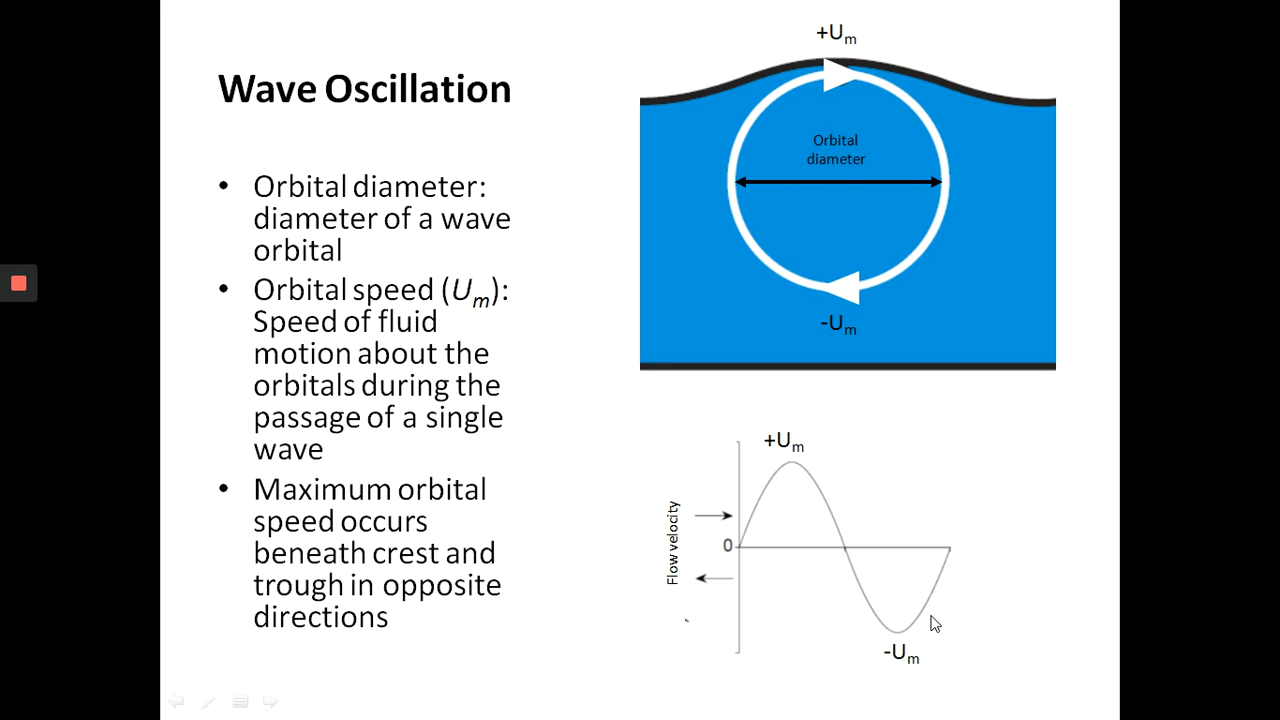 Wave Oscillation
• Orbital diameter:
diameter of a wave
orbital
• Orbital speed (Um):
Speed of fluid
motion about the
orbitals during the
passage of a single
wave
• Maximum orbital
speed occurs
beneath crest and
trough in opposite
directions
+Um
Orbital
diameter
-Um
+Um
Flow velocity
0
-Um